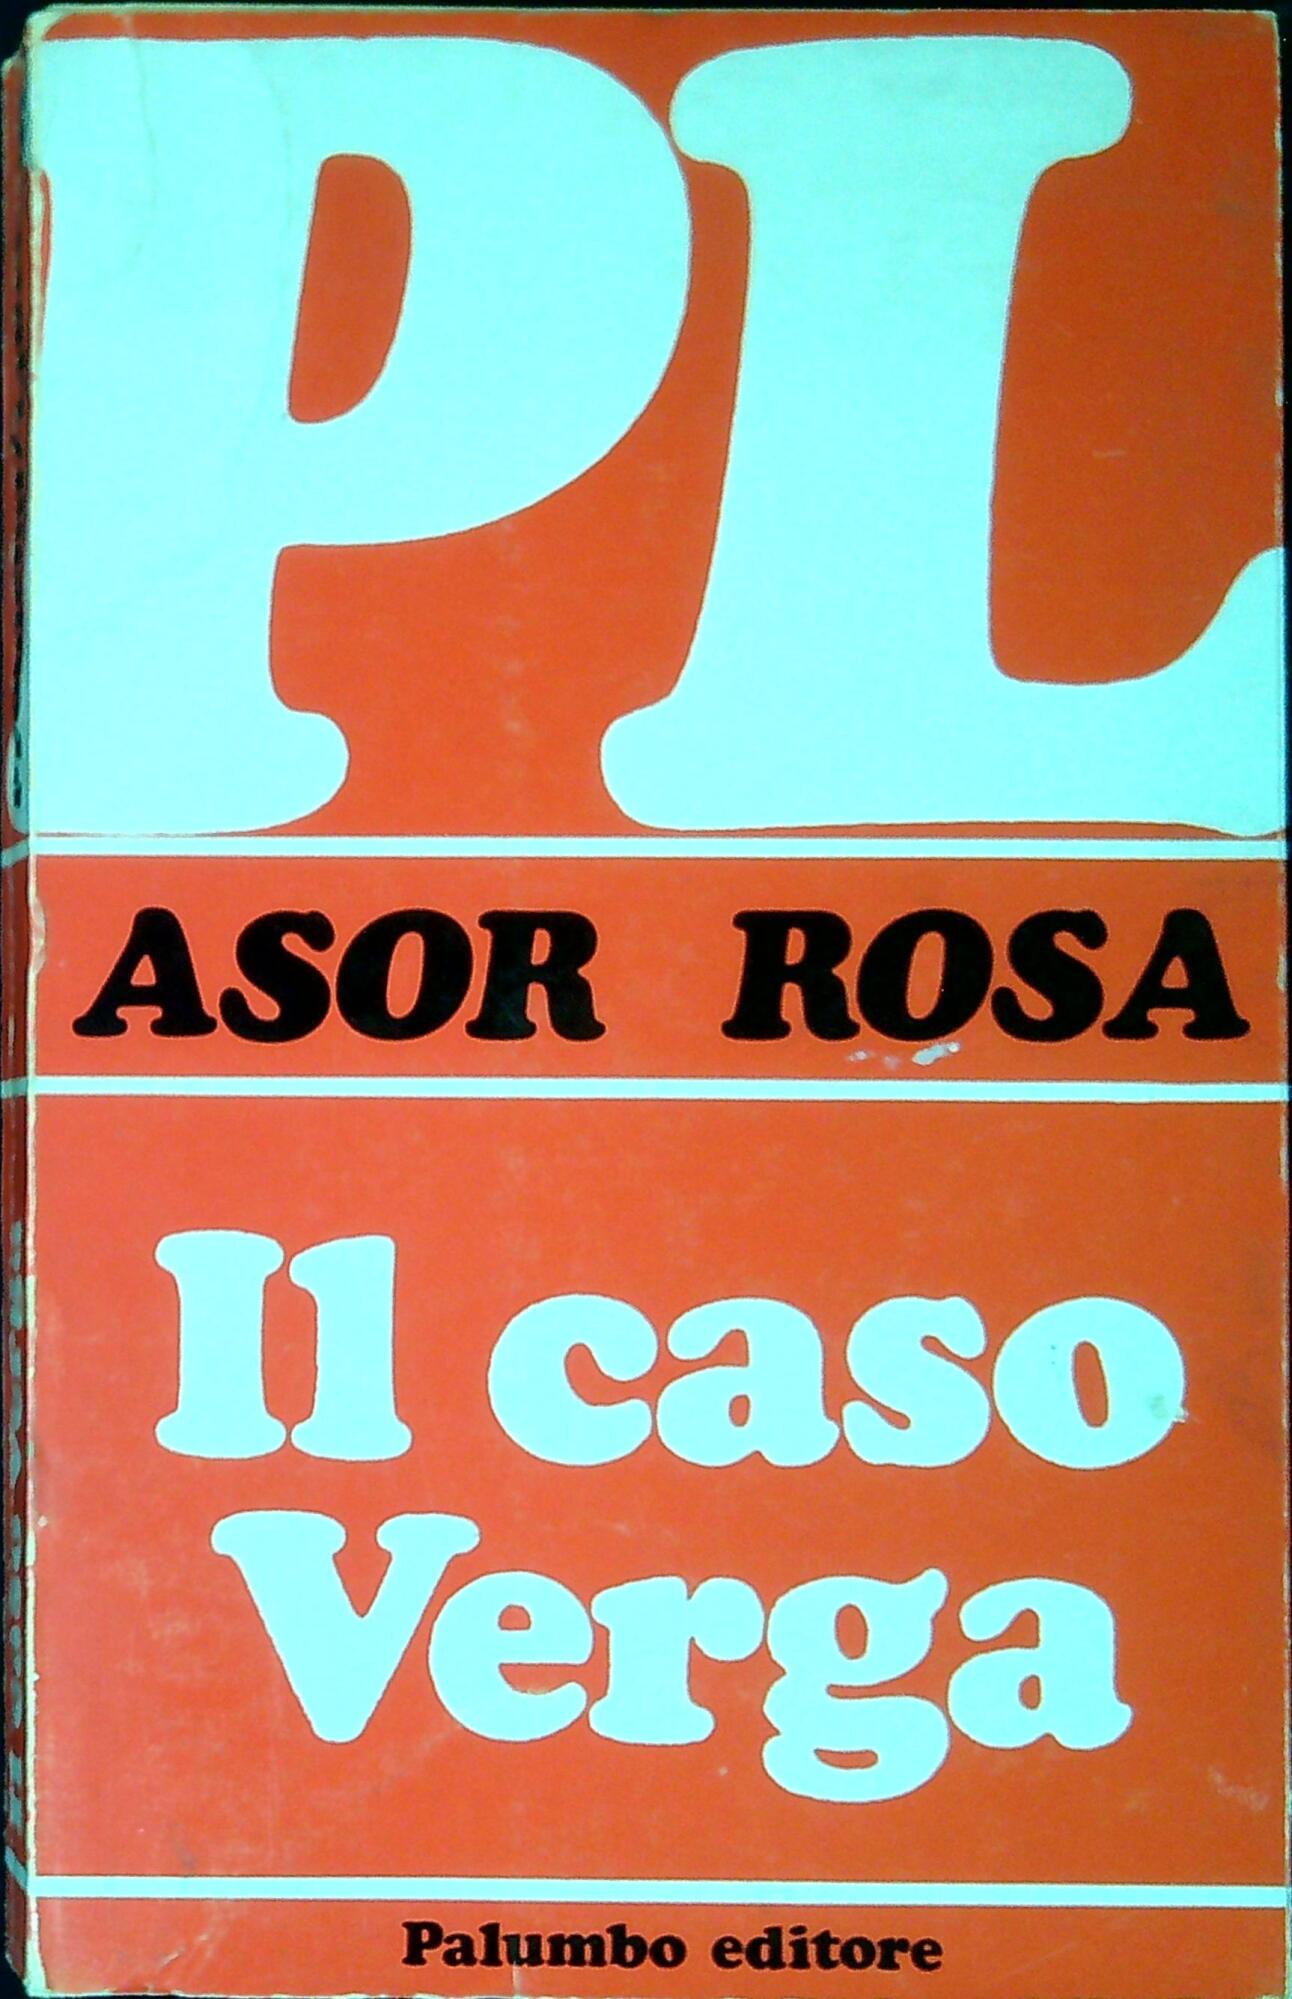 PL
ASOR ROSA
Il caso
Verga
Palumbo editore